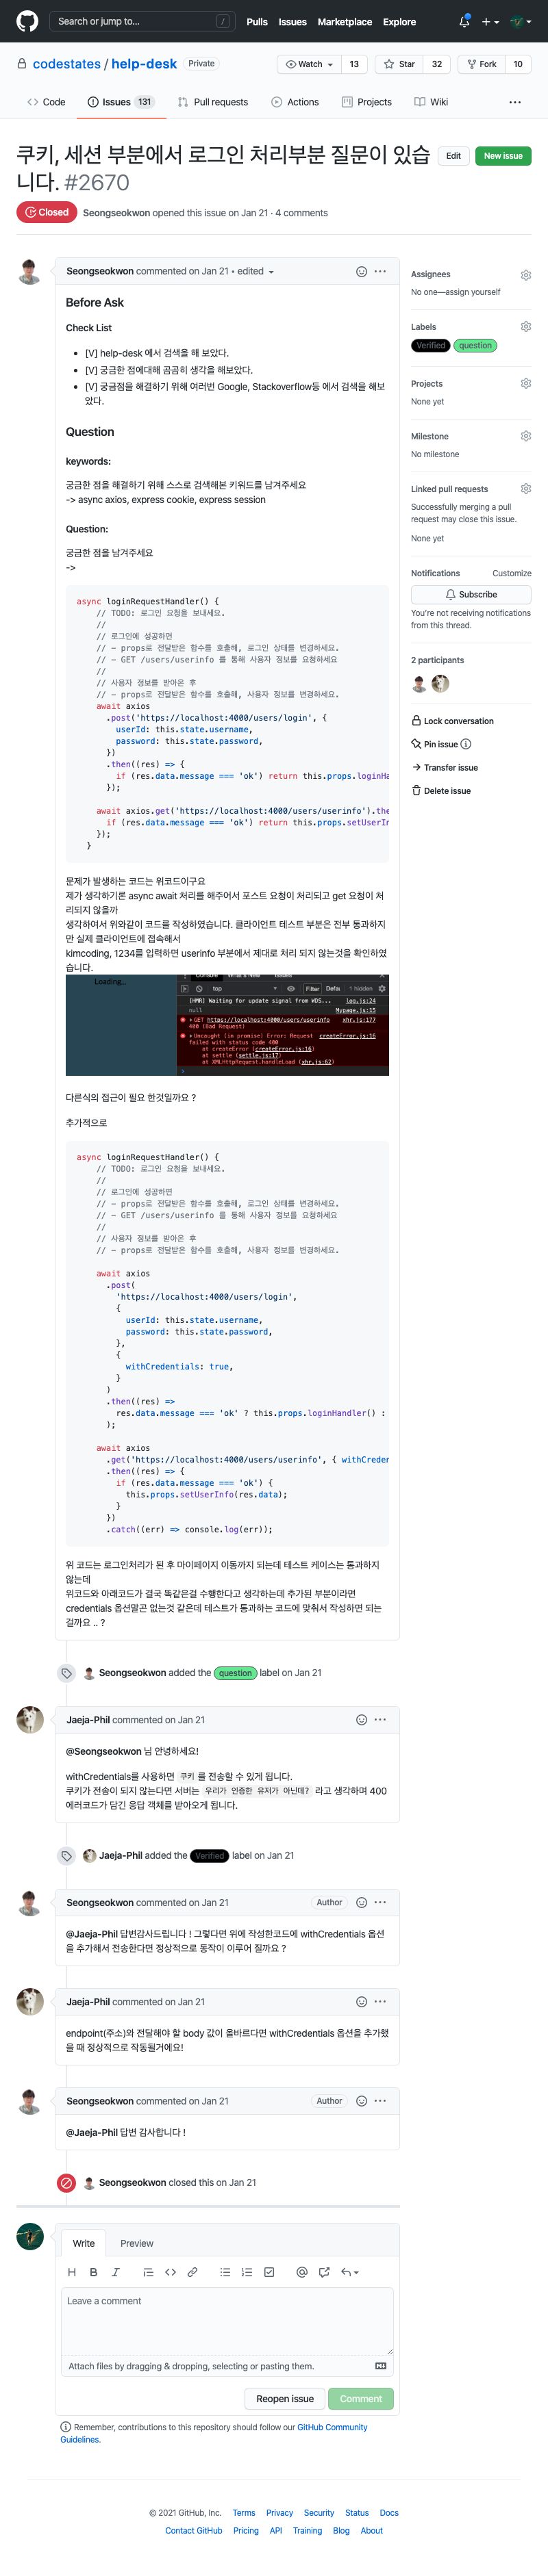 Search or jump to...
/
Pulls Issues Marketplace Explore
codestates / help-desk Private
Watch 13 Star 32 Fork 10
Code Issues 131 Pull requests Actions Projects Wiki
쿠키, 세션 부분에서 로그인 처리부분 질문이 있습
니다. #2670
Edit New issue
Closed Seongseokwon opened this issue on Jan 21 · 4 comments
Seongseokwon commented on Jan 21 • edited
Before Ask
Check List
[V] help-desk 에서 검색을 해 보았다.
[V] 궁금한 점에대해 곰곰히 생각을 해보았다.
[V] 궁금점을 해결하기 위해 여러번 Google, Stackoverflow등 에서 검색을 해보
았다.
Question
keywords:
궁금한 점을 해결하기 위해 스스로 검색해본 키워드를 남겨주세요
-> async axios, express cookie, express session
Question:
궁금한 점을 남겨주세요
->
async loginRequestHandler() {
// TODO: 로그인 요청을 보내세요.
//
// 로그인에 성공하면
// - props로 전달받은 함수를 호출해, 로그인 상태를 변경하세요.
// - GET /users/userinfo 를 통해 사용자 정보를 요청하세요
//
// 사용자 정보를 받아온 후
// - props로 전달받은 함수를 호출해, 사용자 정보를 변경하세요.
await axios
.post('https://localhost:4000/users/login', {
userId: this.state.username,
password: this.state.password,
})
.then((res) => {
if (res.data.message === 'ok') return this.props.loginHa
});
await axios.get('https://localhost:4000/users/userinfo').the
if (res.data.message === 'ok') return this.props.setUserIn
});
}
문제가 발생하는 코드는 위코드이구요
제가 생각하기론 async await 처리를 해주어서 포스트 요청이 처리되고 get 요청이 처
리되지 않을까
생각하여서 위와같이 코드를 작성하였습니다. 클라이언트 테스트 부분은 전부 통과하지
만 실제 클라이언트에 접속해서
kimcoding, 1234를 입력하면 userinfo 부분에서 제대로 처리 되지 않는것을 확인하였
습니다.
Loading...
Console What's New Issues
top Filter Defau 1 hidden
[HMR] Waiting for update signal from WDS... log.js:24
null Mypage.js:15
GET https://localhost:4000/users/userinfo xhr.js:177
400 (Bad Request)
Uncaught (in promise) Error: Request createError.js:16
failed with status code 400
at createError (createError.js:16)
at settle (settle.js:17)
at XMLHttpRequest.handleLoad (xhr.js:62)
다른식의 접근이 필요 한것일까요 ?
추가적으로
async loginRequestHandler() {
// TODO: 로그인 요청을 보내세요.
//
// 로그인에 성공하면
// - props로 전달받은 함수를 호출해, 로그인 상태를 변경하세요.
// - GET /users/userinfo 를 통해 사용자 정보를 요청하세요
//
// 사용자 정보를 받아온 후
// - props로 전달받은 함수를 호출해, 사용자 정보를 변경하세요.
await axios
.post(
'https://localhost:4000/users/login',
{
userId: this.state.username,
password: this.state.password,
},
{
withCredentials: true,
}
)
.then((res) =>
res.data.message === 'ok' ? this.props.loginHandler() :
);
await axios
.get('https://localhost:4000/users/userinfo', { withCreden
.then((res) => {
if (res.data.message === 'ok') {
this.props.setUserInfo(res.data);
}
})
.catch((err) => console.log(err));
위 코드는 로그인처리가 된 후 마이페이지 이동까지 되는데 테스트 케이스는 통과하지
않는데
위코드와 아래코드가 결국 똑같은걸 수행한다고 생각하는데 추가된 부분이라면
credentials 옵션말곤 없는것 같은데 테스트가 통과하는 코드에 맞춰서 작성하면 되는
걸까요 .. ?
Seongseokwon added the question label on Jan 21
Jaeja-Phil commented on Jan 21
@Seongseokwon 님 안녕하세요!
withCredentials를 사용하면 쿠키 를 전송할 수 있게 됩니다.
쿠키가 전송이 되지 않는다면 서버는 우리가 인증한 유저가 아닌데? 라고 생각하며 400
에러코드가 담긴 응답 객체를 받아오게 됩니다.
Jaeja-Phil added the Verified label on Jan 21
Seongseokwon commented on Jan 21 Author
@Jaeja-Phil 답변감사드립니다 ! 그렇다면 위에 작성한코드에 withCredentials 옵션
을 추가해서 전송한다면 정상적으로 동작이 이루어 질까요 ?
Jaeja-Phil commented on Jan 21
endpoint(주소)와 전달해야 할 body 값이 올바르다면 withCredentials 옵션을 추가했
을 때 정상적으로 작동될거에요!
Seongseokwon commented on Jan 21 Author
@Jaeja-Phil 답변 감사합니다 !
Seongseokwon closed this on Jan 21
Write Preview
Leave a comment
Attach files by dragging & dropping, selecting or pasting them.
Reopen issue Comment
Remember, contributions to this repository should follow our GitHub Community
Guidelines.
Assignees
No one—assign yourself
Labels
Verified question
Projects
None yet
Milestone
No milestone
Linked pull requests
Successfully merging a pull
request may close this issue.
None yet
Notifications Customize
Subscribe
You're not receiving notifications
from this thread.
2 participants
Lock conversation
Pin issue
Transfer issue
Delete issue
© 2021 GitHub, Inc. Terms Privacy Security Status Docs
Contact GitHub Pricing API Training Blog About